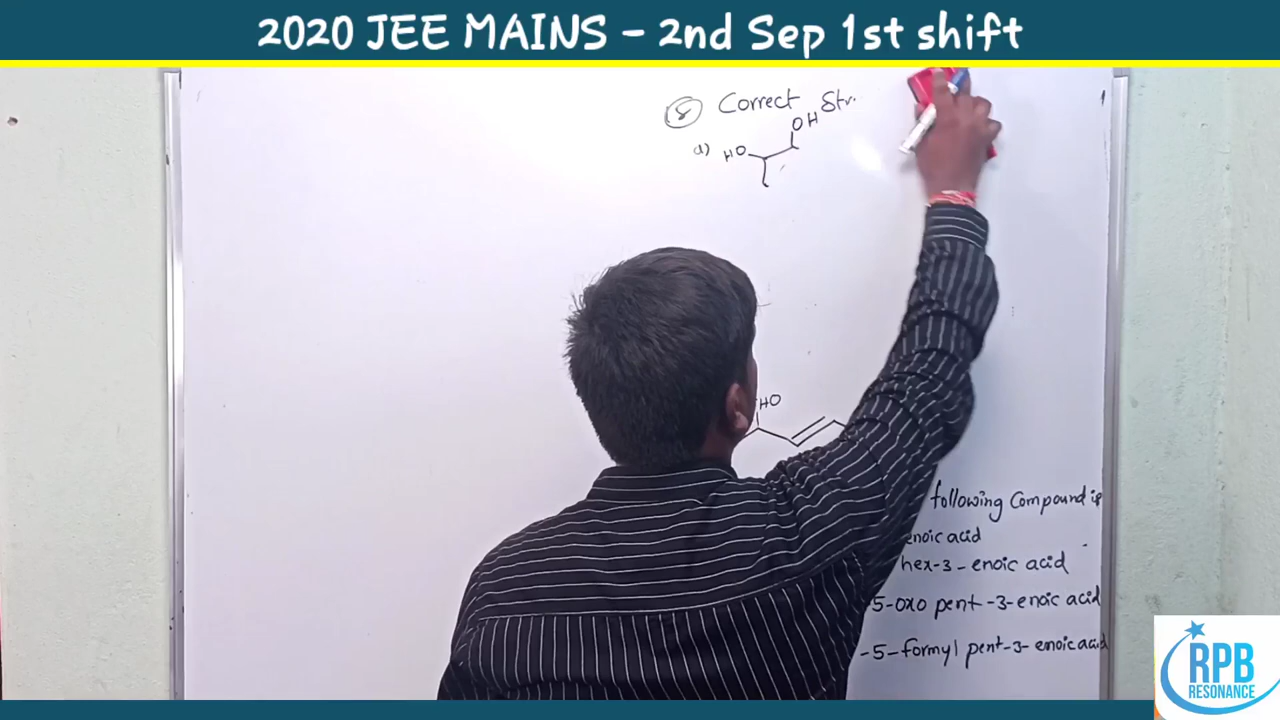 2020 JEE MAINS - 2nd Sep 1st shift
8 Correct Str.
OH
a) HO
HO
following Compound is
enoic acid
hex-3-enoic acid
-5-oxo pent-3-enoic acid
-5-formyl pent-3-enoic acid
RPB
RESONANCE